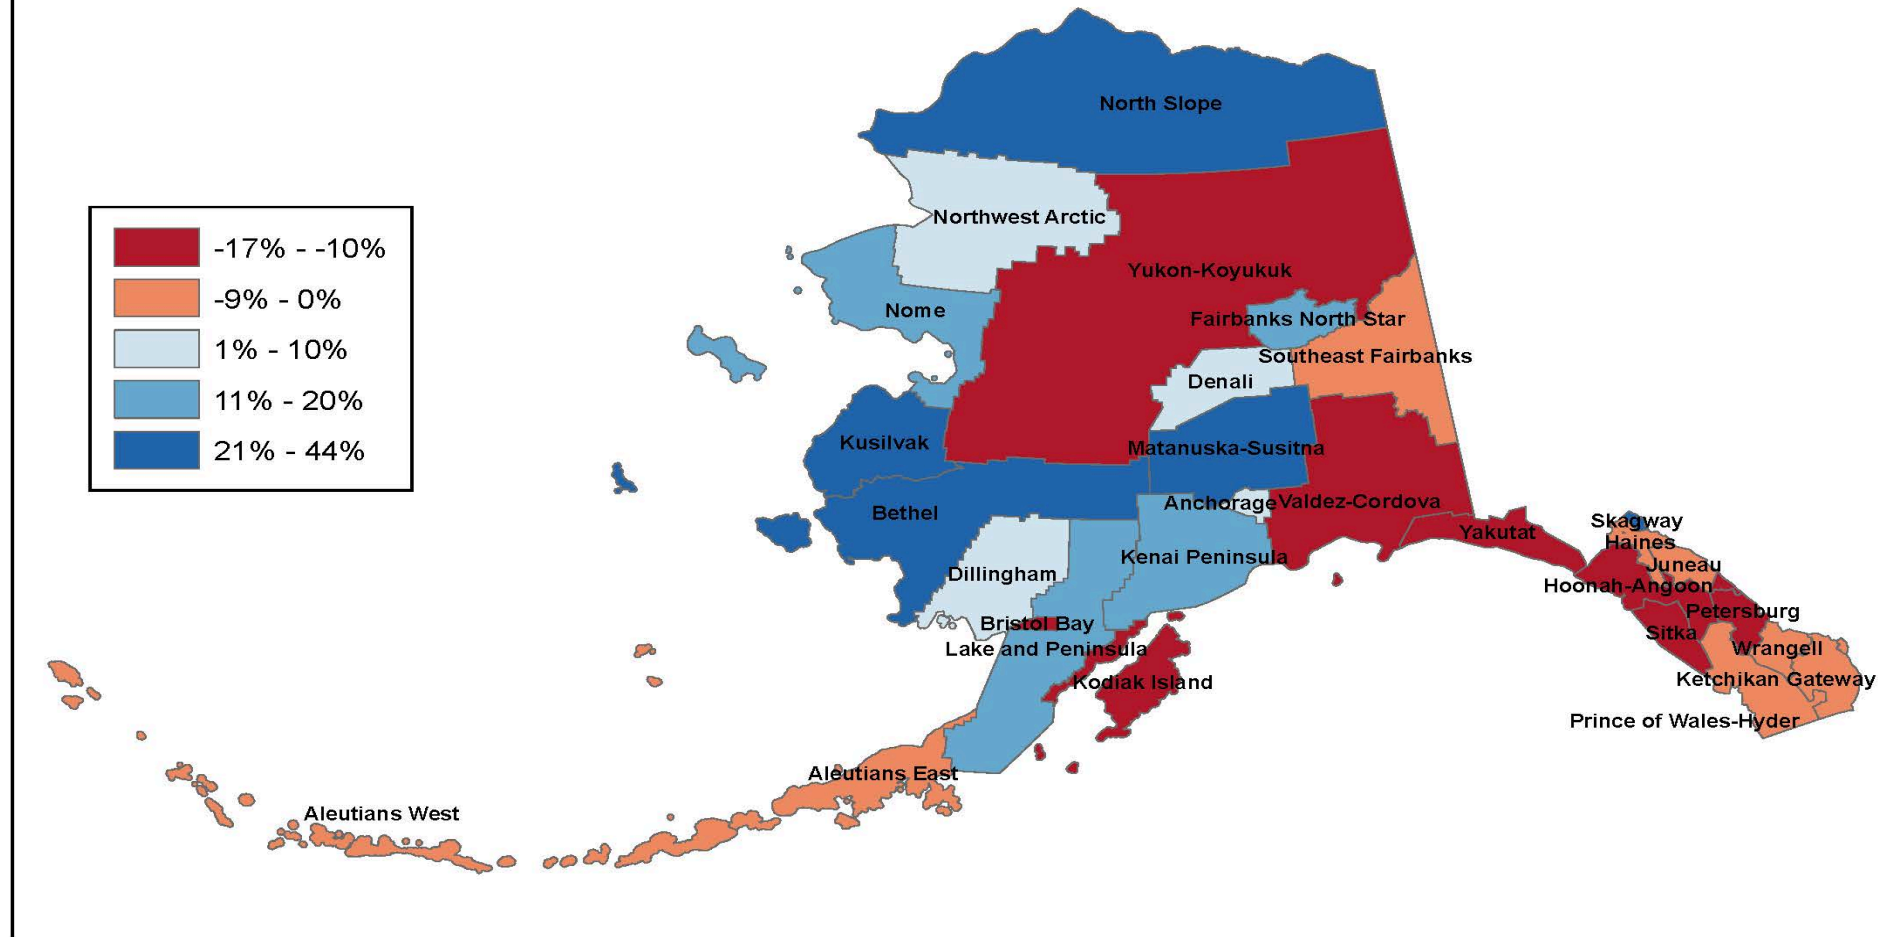 North Slope
Northwest Arctic
-17% - -10%
Yukon-Koyukuk
-9% - 0%
Nome
Fairbanks North Star
1% - 10%
Southeast Fairbanks
Denali
11% - 20%
Kusilvak
Matanuska-Susitna
21% - 44%
Anchorage
Valdez-Cordova
Bethel
Skagway
Yakutat
Haines
Kenai Peninsula
Juneau
Dillingham
Hoonah-Angoon
Petersburg
Bristol Bay
Sitka
Lake and Peninsula
Wrangell
Ketchikan Gateway
Kodiak Island
Prince of Wales-Hyder
Aleutians East
Aleutians West